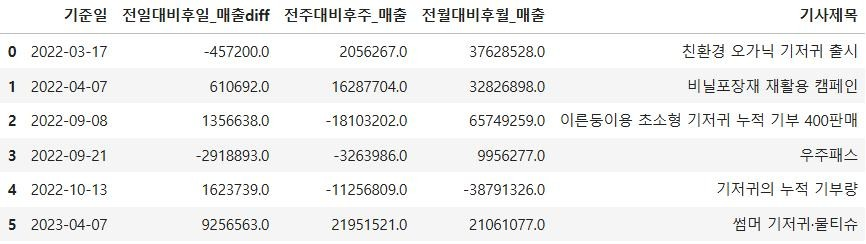 기준일 전일대비후일_매출diff 전주대비후주_매출 전월대비후월_매출 기사제목
0 2022-03-17 -457200.0 2056267.0 37628528.0 친환경 오가닉 기저귀 출시
1 2022-04-07 610692.0 16287704.0 32826898.0 비닐포장재 재활용 캠페인
2 2022-09-08 1356638.0 -18103202.0 65749259.0 이른둥이용 초소형 기저귀 누적 기부 400판매
3 2022-09-21 -2918893.0 -3263986.0 9956277.0 우주패스
4 2022-10-13 1623739.0 -11256809.0 -38791326.0 기저귀의 누적 기부량
5 2023-04-07 9256563.0 21951521.0 21061077.0 썸머 기저귀·물티슈